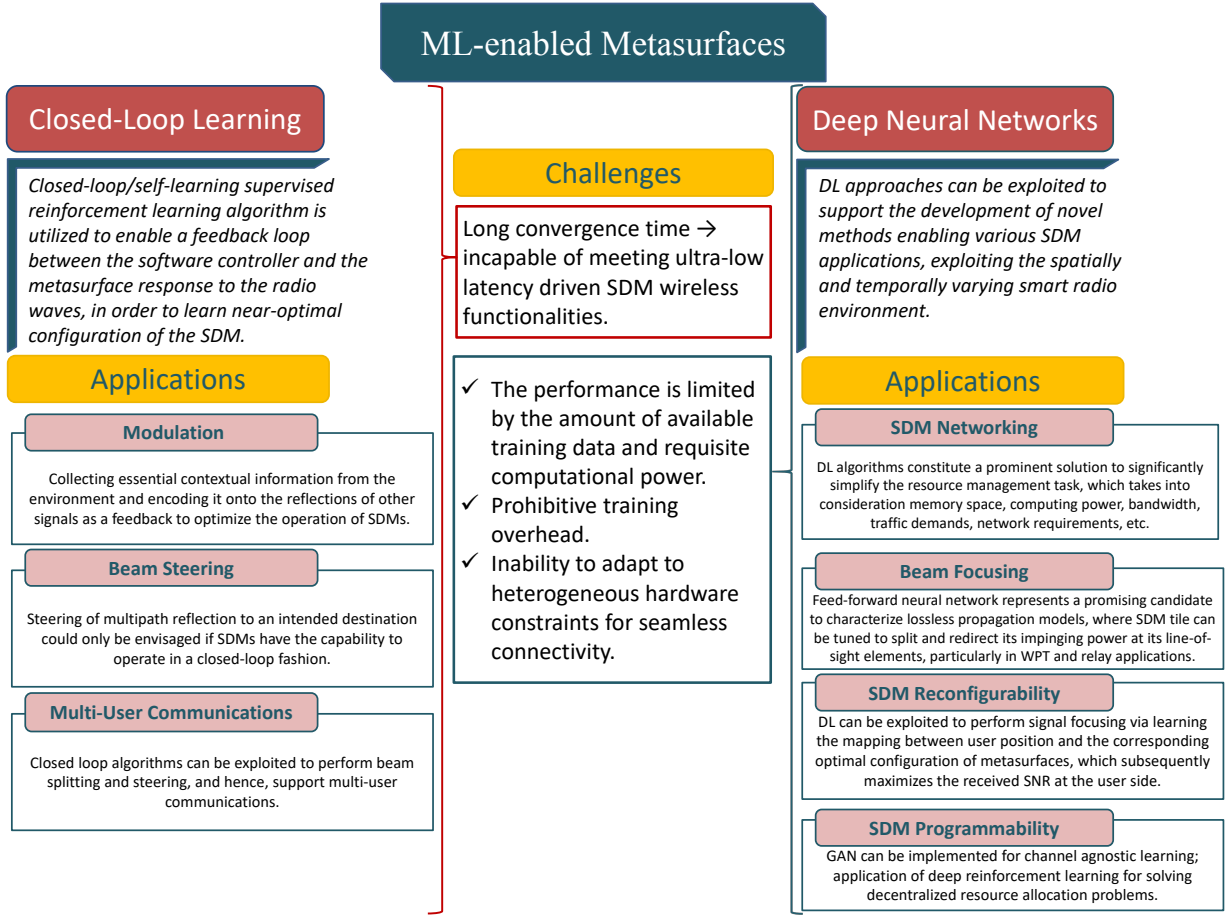 ML-enabled Metasurfaces
Closed-Loop Learning
Closed-loop/self-learning supervised
reinforcement learning algorithm is
utilized to enable a feedback loop
between the software controller and the
metasurface response to the radio
waves, in order to learn near-optimal
configuration of the SDM.
Applications
Modulation
Collecting essential contextual information from the
environment and encoding it onto the reflections of other
signals as a feedback to optimize the operation of SDMs.
Beam Steering
Steering of multipath reflection to an intended destination
could only be envisaged if SDMs have the capability to
operate in a closed-loop fashion.
Multi-User Communications
Closed loop algorithms can be exploited to perform beam
splitting and steering, and hence, support multi-user
communications.
Challenges
Long convergence time →
incapable of meeting ultra-low
latency driven SDM wireless
functionalities.
✓ The performance is limited
by the amount of available
training data and requisite
computational power.
✓ Prohibitive training
overhead.
✓ Inability to adapt to
heterogeneous hardware
constraints for seamless
connectivity.
Deep Neural Networks
DL approaches can be exploited to
support the development of novel
methods enabling various SDM
applications, exploiting the spatially
and temporally varying smart radio
environment.
Applications
SDM Networking
DL algorithms constitute a prominent solution to significantly
simplify the resource management task, which takes into
consideration memory space, computing power, bandwidth,
traffic demands, network requirements, etc.
Beam Focusing
Feed-forward neural network represents a promising candidate
to characterize lossless propagation models, where SDM tile can
be tuned to split and redirect its impinging power at its line-of-
sight elements, particularly in WPT and relay applications.
SDM Reconfigurability
DL can be exploited to perform signal focusing via learning
the mapping between user position and the corresponding
optimal configuration of metasurfaces, which subsequently
maximizes the received SNR at the user side.
SDM Programmability
GAN can be implemented for channel agnostic learning;
application of deep reinforcement learning for solving
decentralized resource allocation problems.